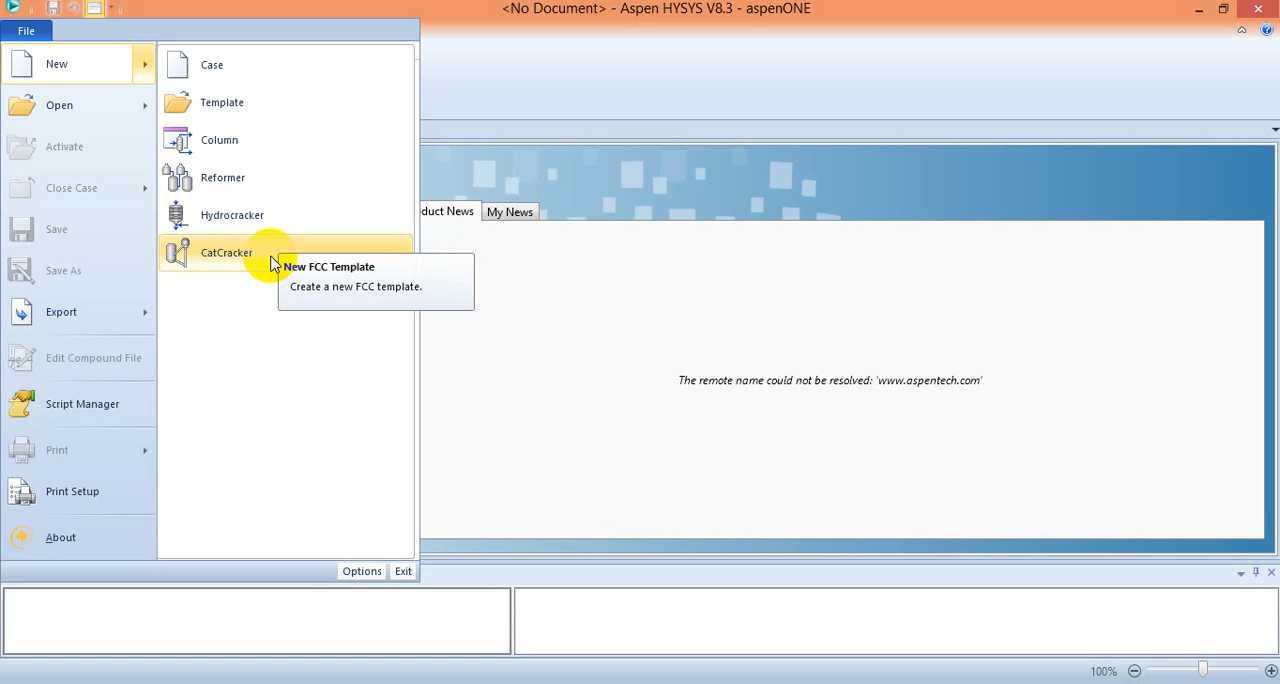 <No Document> - Aspen HYSYS V8.3 - aspenONE
File
New
Open
Activate
Close Case
Save
Save As
Export
Edit Compound File
Script Manager
Print
Print Setup
About
Case
Template
Column
Reformer
Hydrocracker
CatCracker
New FCC Template
Create a new FCC template.
Options
Exit
duct News
My News
The remote name could not be resolved: 'www.aspentech.com'
100%